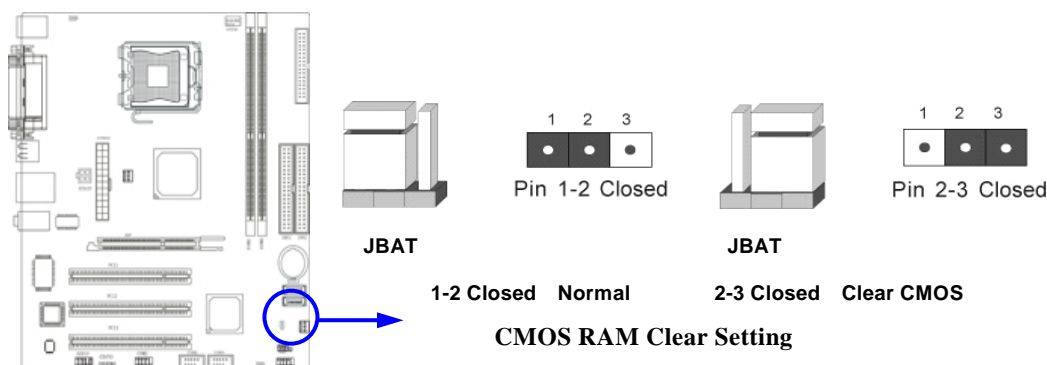 1 2 3
Pin 1-2 Closed
JBAT
1 2 3
Pin 2-3 Closed
JBAT
1-2 Closed Normal
2-3 Closed Clear CMOS
CMOS RAM Clear Setting